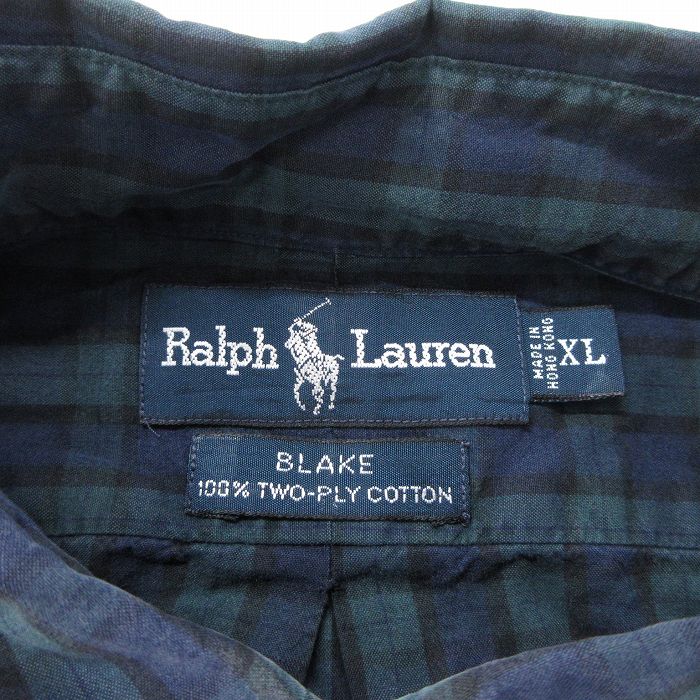 Ralph Lauren
MADE IN
HONG KONG
XL
BLAKE
100% TWO-PLY COTTON